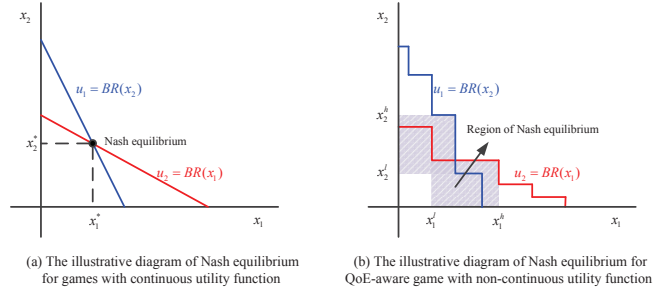 x₂
u₁ = BR(x₂)
x₂*
Nash equilibrium
u₂ = BR(x₁)
x₁*
x₁
(a) The illustrative diagram of Nash equilibrium
for games with continuous utility function
x₂
u₁ = BR(x₂)
x₂ʰ
Region of Nash equilibrium
x₂ˡ
u₂ = BR(x₁)
x₁ˡ
x₁ʰ
x₁
(b) The illustrative diagram of Nash equilibrium for
QoE-aware game with non-continuous utility function